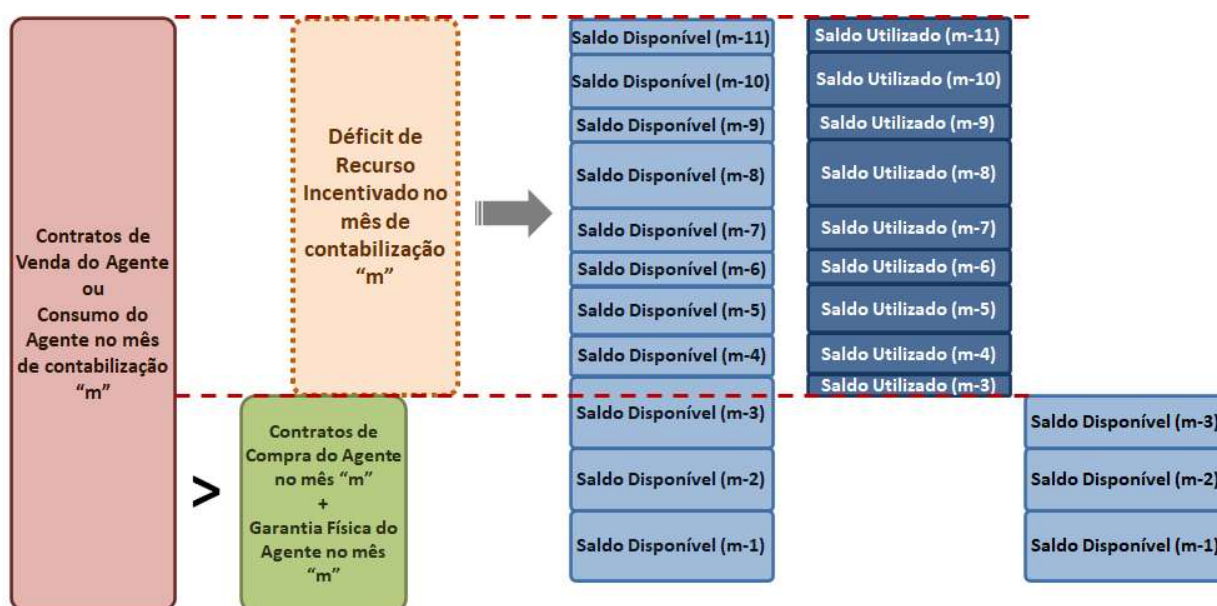 Contratos de
Venda do Agente
ou
Consumo do
Agente no mês
de contabilização
“m”
>
Contratos de
Compra do Agente
no mês “m”
+
Garantia Física do
Agente no mês
“m”
Déficit de
Recurso
Incentivado no
mês de
contabilização
“m”
Saldo Disponível (m-11)
Saldo Disponível (m-10)
Saldo Disponível (m-9)
Saldo Disponível (m-8)
Saldo Disponível (m-7)
Saldo Disponível (m-6)
Saldo Disponível (m-5)
Saldo Disponível (m-4)
Saldo Disponível (m-3)
Saldo Disponível (m-2)
Saldo Disponível (m-1)
Saldo Utilizado (m-11)
Saldo Utilizado (m-10)
Saldo Utilizado (m-9)
Saldo Utilizado (m-8)
Saldo Utilizado (m-7)
Saldo Utilizado (m-6)
Saldo Utilizado (m-5)
Saldo Utilizado (m-4)
Saldo Utilizado (m-3)
Saldo Disponível (m-3)
Saldo Disponível (m-2)
Saldo Disponível (m-1)